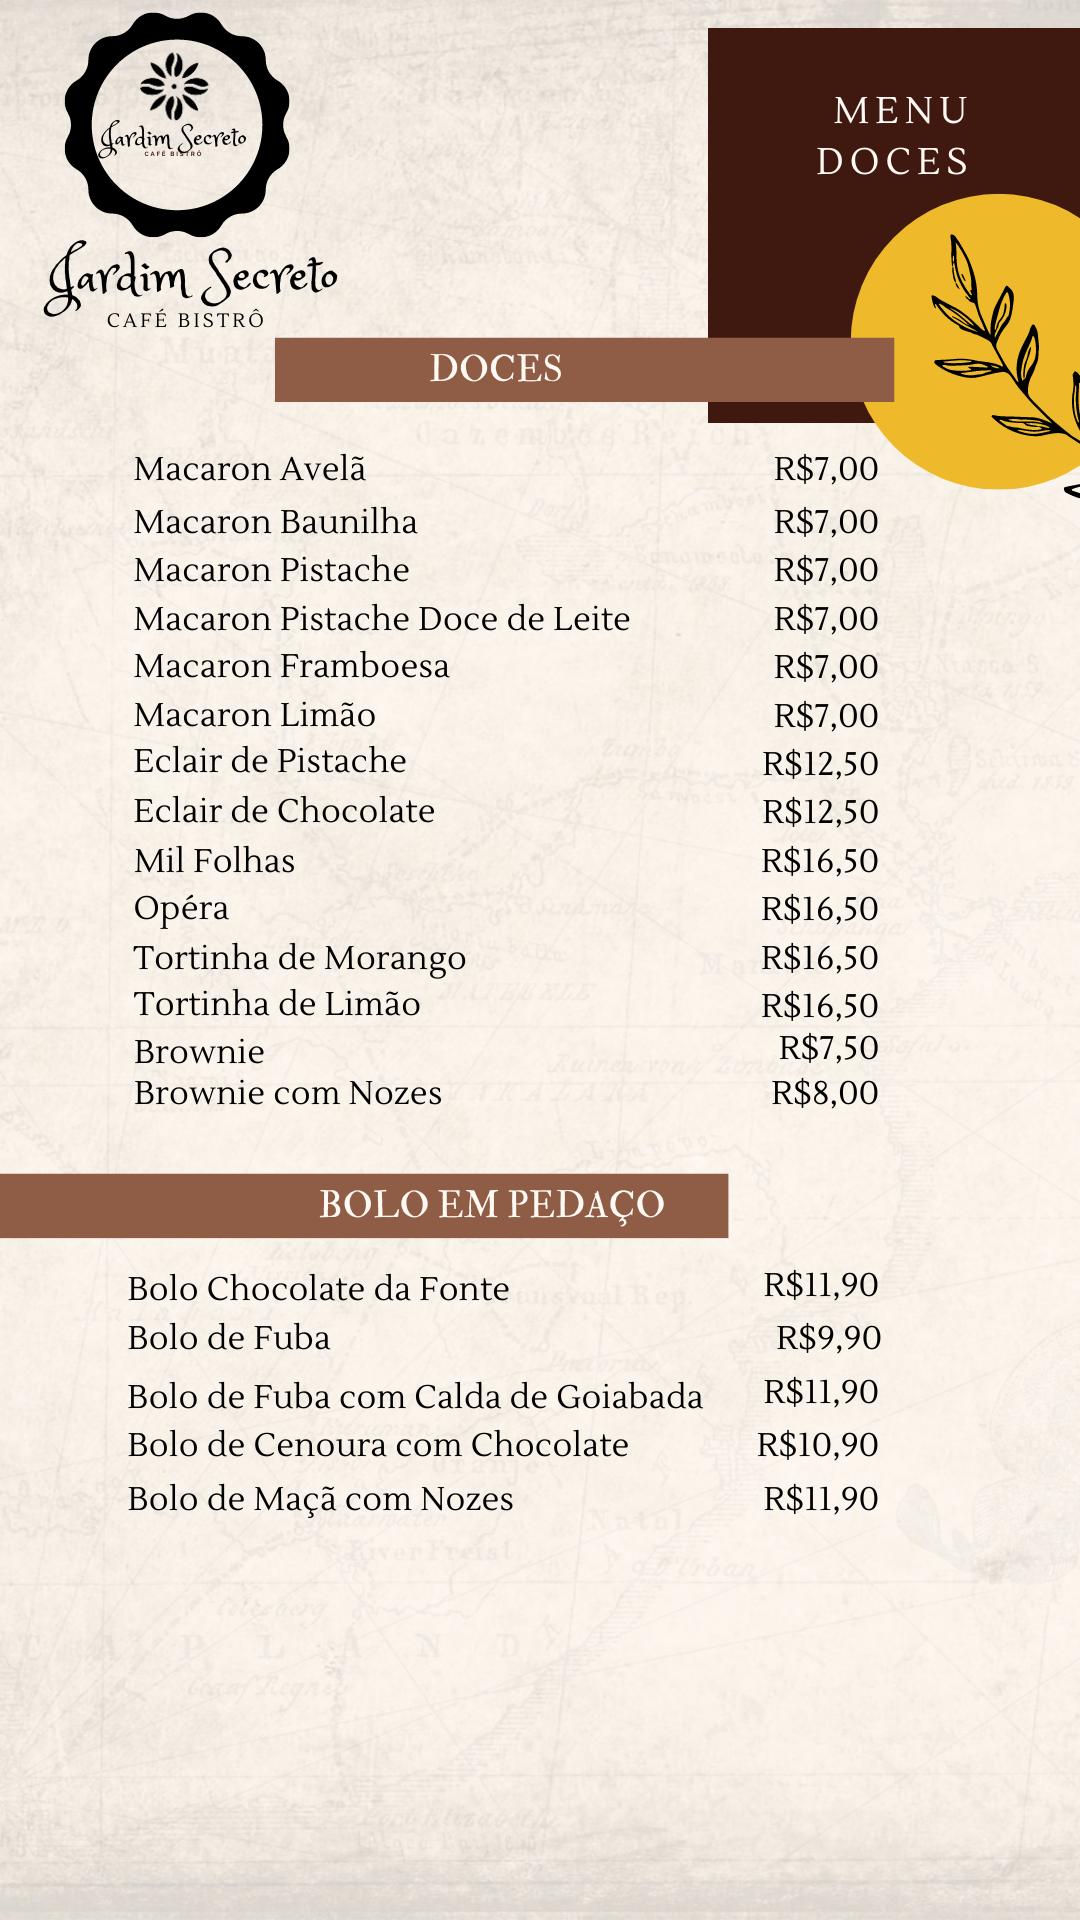 Jardim Secreto
CAFÉ BISTRÔ
Jardim Secreto
CAFÉ BISTRÔ
MENU
DOCES
DOCES
Macaron Avelã R$7,00
Macaron Baunilha R$7,00
Macaron Pistache R$7,00
Macaron Pistache Doce de Leite R$7,00
Macaron Framboesa R$7,00
Macaron Limão R$7,00
Eclair de Pistache R$12,50
Eclair de Chocolate R$12,50
Mil Folhas R$16,50
Opéra R$16,50
Tortinha de Morango R$16,50
Tortinha de Limão R$16,50
Brownie R$7,50
Brownie com Nozes R$8,00
BOLO EM PEDAÇO
Bolo Chocolate da Fonte R$11,90
Bolo de Fuba R$9,90
Bolo de Fuba com Calda de Goiabada R$11,90
Bolo de Cenoura com Chocolate R$10,90
Bolo de Maçã com Nozes R$11,90